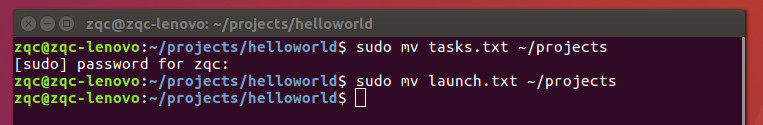 zqc@zqc-lenovo: ~/projects/helloworld
zqc@zqc-lenovo:~/projects/helloworld$ sudo mv tasks.txt ~/projects
[sudo] password for zqc:
zqc@zqc-lenovo:~/projects/helloworld$ sudo mv launch.txt ~/projects
zqc@zqc-lenovo:~/projects/helloworld$